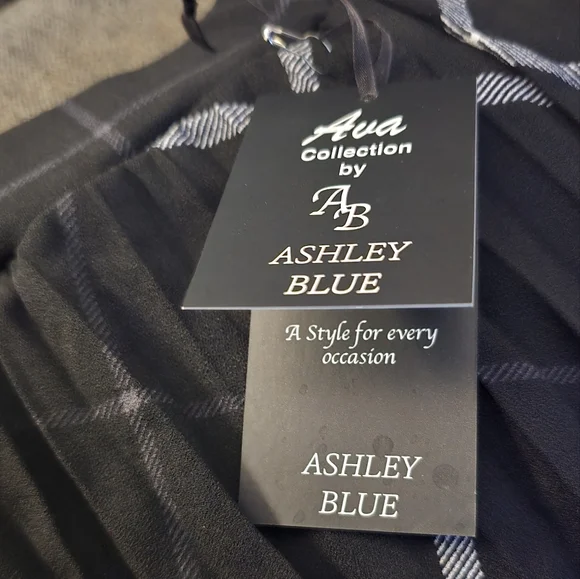 Ava
Collection
by
AB
ASHLEY
BLUE
A Style for every
occasion
ASHLEY
BLUE